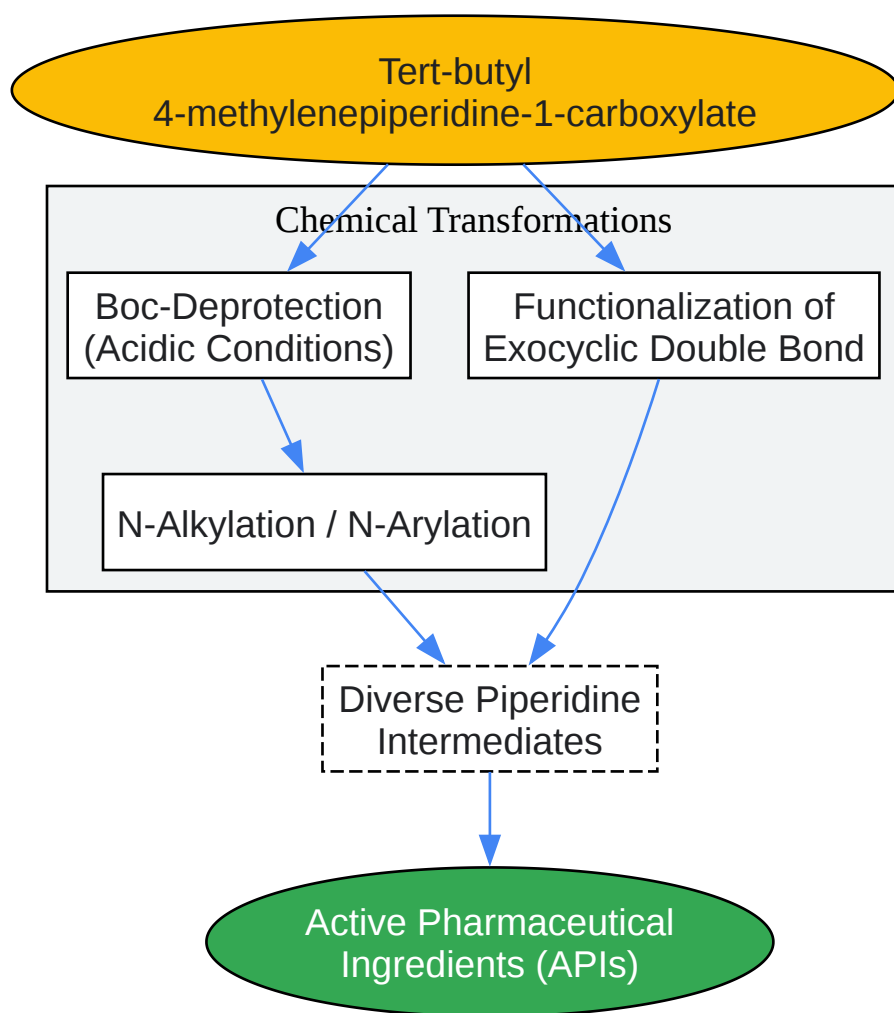 Tert-butyl
4-methylenepiperidine-1-carboxylate
Chemical Transformations
Boc-Deprotection
(Acidic Conditions)
Functionalization of
Exocyclic Double Bond
N-Alkylation / N-Arylation
Diverse Piperidine
Intermediates
Active Pharmaceutical
Ingredients (APIs)